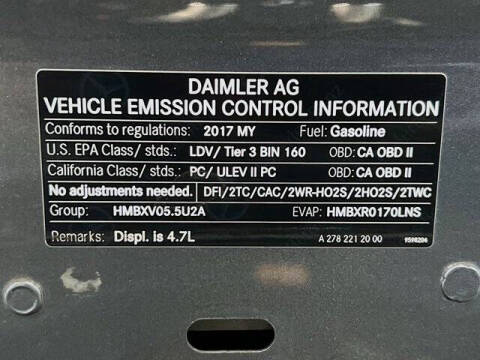 DAIMLER AG
VEHICLE EMISSION CONTROL INFORMATION
Conforms to regulations: 2017 MY Fuel: Gasoline
U.S. EPA Class/ stds.: LDV/ Tier 3 BIN 160 OBD: CA OBD II
California Class/ stds.: PC/ ULEV II PC OBD: CA OBD II
No adjustments needed. DFI/2TC/CAC/2WR-HO2S/2HO2S/2TWC
Group: HMBXV05.5U2A EVAP: HMBXR0170LNS
Remarks: Displ. is 4.7L A 278 221 20 00